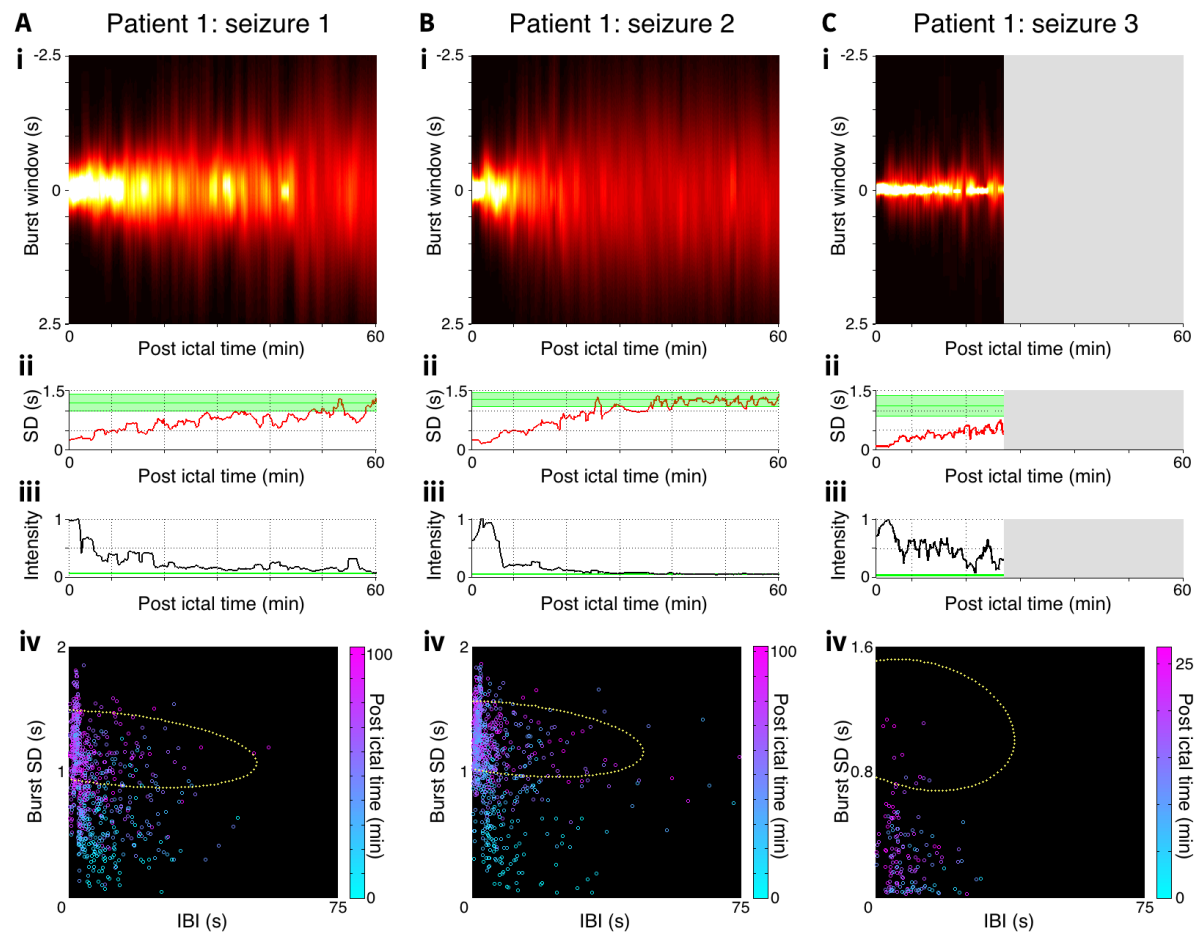 A Patient 1: seizure 1
i
-2.5
Burst window (s)
0
2.5
0 60
Post ictal time (min)
ii
1.5
SD (s)
0
0 60
Post ictal time (min)
iii
1
Intensity
0
0 60
Post ictal time (min)
iv
2
Burst SD (s)
1
0 75
IBI (s)
100
Post ictal time (min)
0
B Patient 1: seizure 2
i
-2.5
Burst window (s)
0
2.5
0 60
Post ictal time (min)
ii
1.5
SD (s)
0
0 60
Post ictal time (min)
iii
1
Intensity
0
0 60
Post ictal time (min)
iv
2
Burst SD (s)
1
0 75
IBI (s)
100
Post ictal time (min)
0
C Patient 1: seizure 3
i
-2.5
Burst window (s)
0
2.5
0 60
Post ictal time (min)
ii
1.5
SD (s)
0
0 60
Post ictal time (min)
iii
1
Intensity
0
0 60
Post ictal time (min)
iv
1.6
Burst SD (s)
0.8
0 75
IBI (s)
25
Post ictal time (min)
0